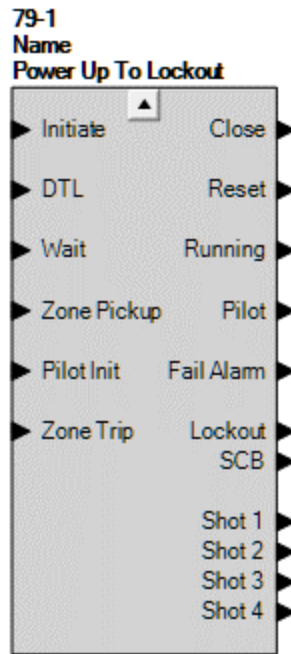 79-1
Name
Power Up To Lockout
Initiate Close
DTL Reset
Wait Running
Zone Pickup Pilot
Pilot Init Fail Alarm
Zone Trip Lockout
SCB
Shot 1
Shot 2
Shot 3
Shot 4